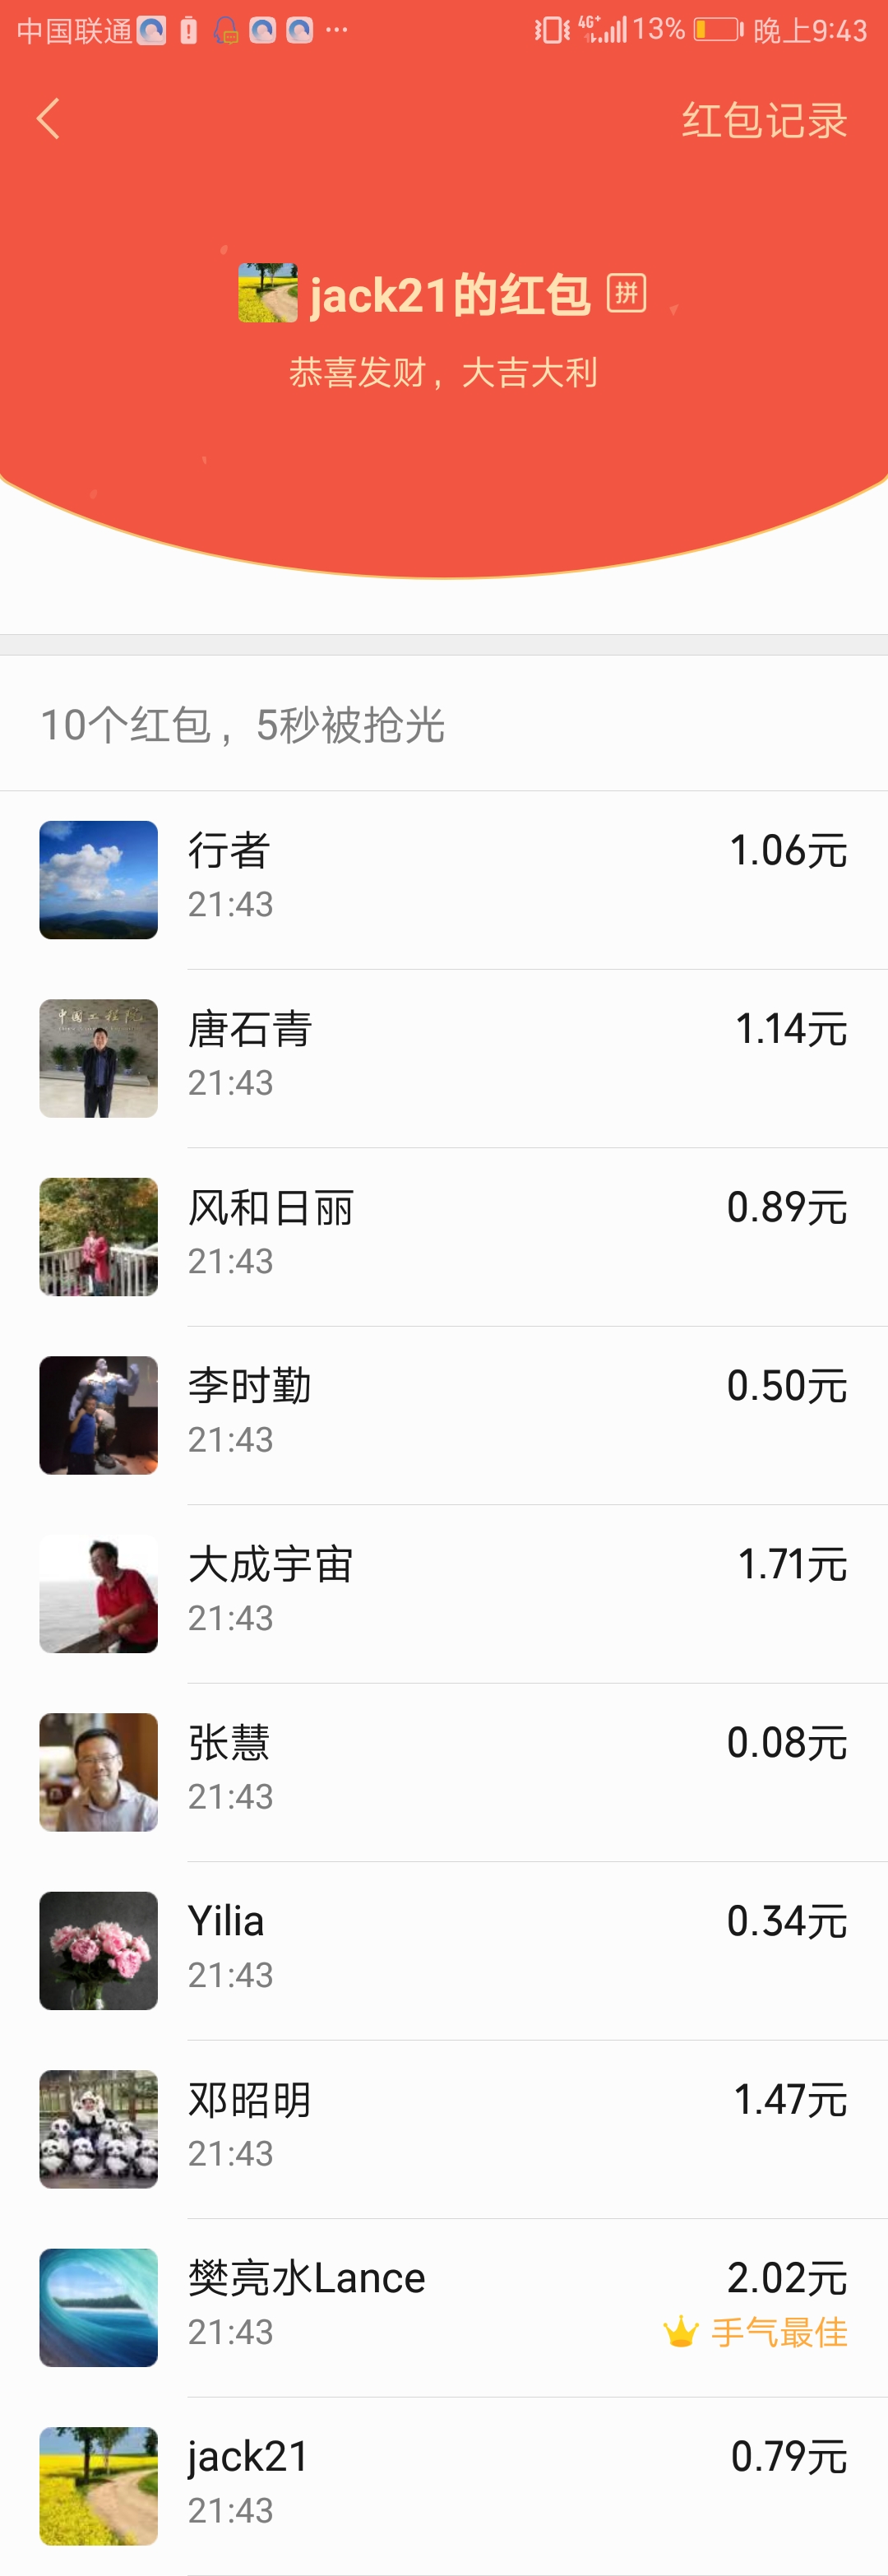 中国联通 ··· 4G+ 13% 晚上9:43
红包记录
jack21的红包 拼
恭喜发财，大吉大利
10个红包，5秒被抢光
行者 1.06元
21:43
中国工程院
唐石青 1.14元
21:43
风和日丽 0.89元
21:43
李时勤 0.50元
21:43
大成宇宙 1.71元
21:43
张慧 0.08元
21:43
Yilia 0.34元
21:43
邓昭明 1.47元
21:43
樊亮水Lance 2.02元
21:43 手气最佳
jack21 0.79元
21:43